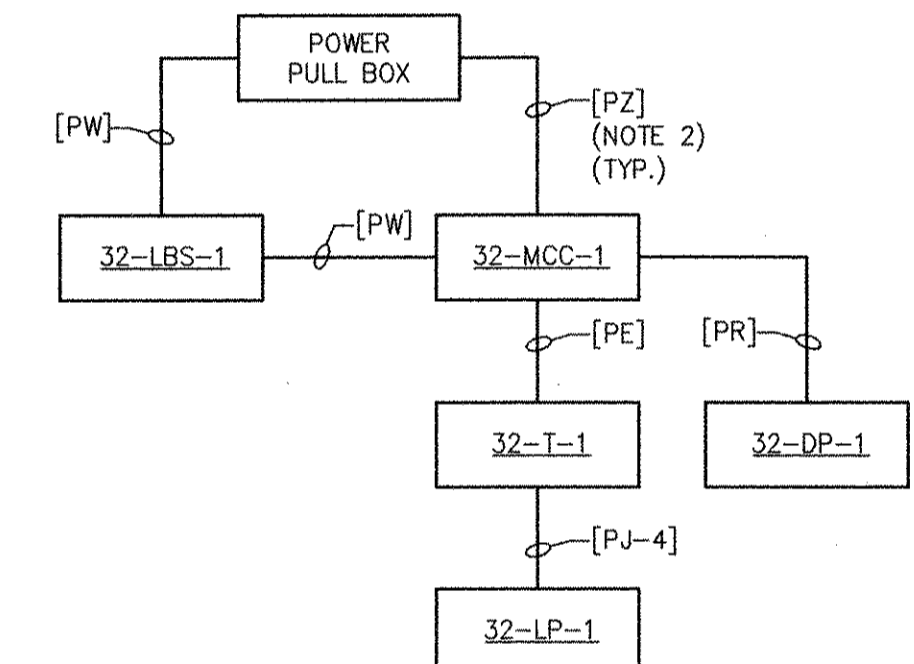 POWER
PULL BOX
[PW]
[PZ]
(NOTE 2)
(TYP.)
32-LBS-1
[PW]
32-MCC-1
[PE]
[PR]
32-T-1
32-DP-1
[PJ-4]
32-LP-1